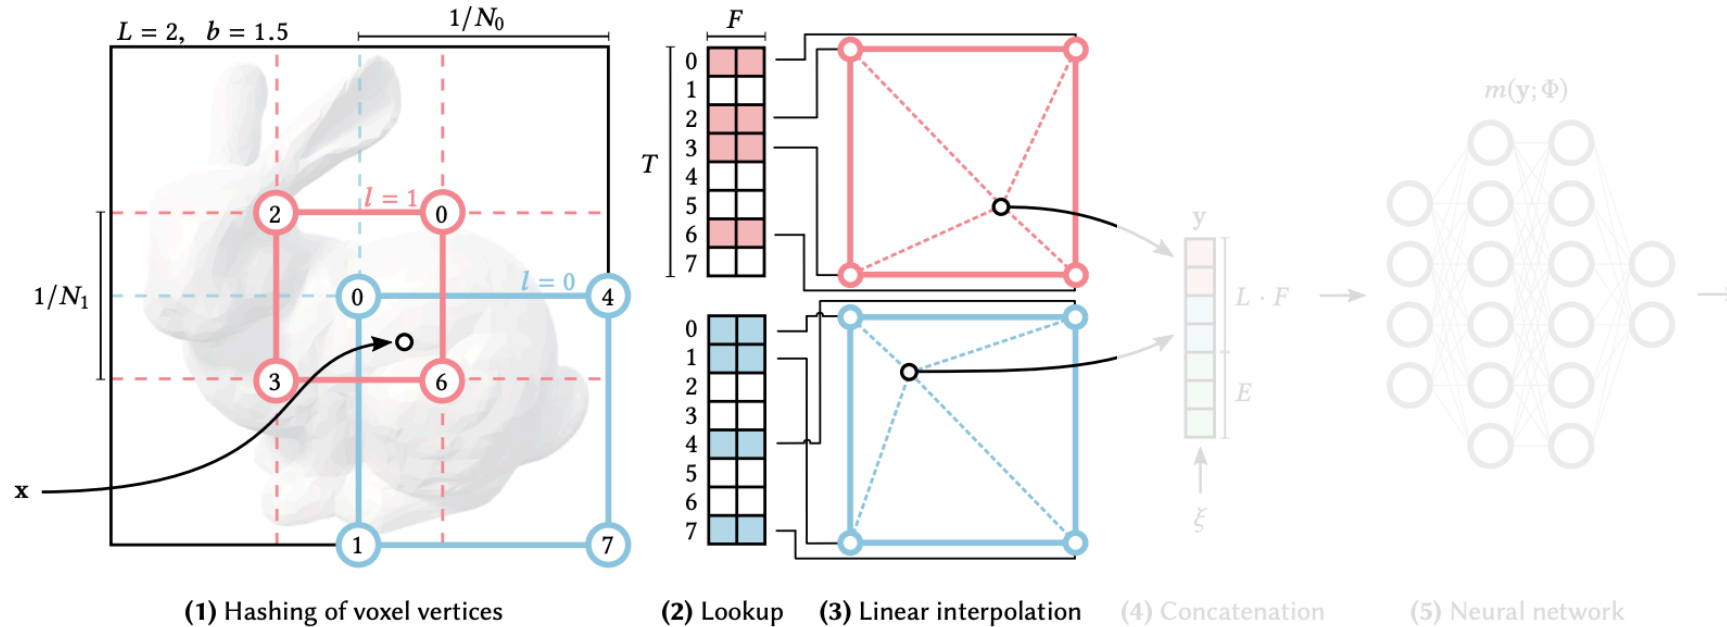 L = 2, b = 1.5
1/N₀
F
m(y; Φ)
T
0
1
2
3
4
5
6
7
l = 1
2
0
y
l = 0
0
4
1/N₁
L · F
3
6
0
1
2
3
4
5
6
7
E
x
ξ
1
7
(1) Hashing of voxel vertices
(2) Lookup
(3) Linear interpolation
(4) Concatenation
(5) Neural network